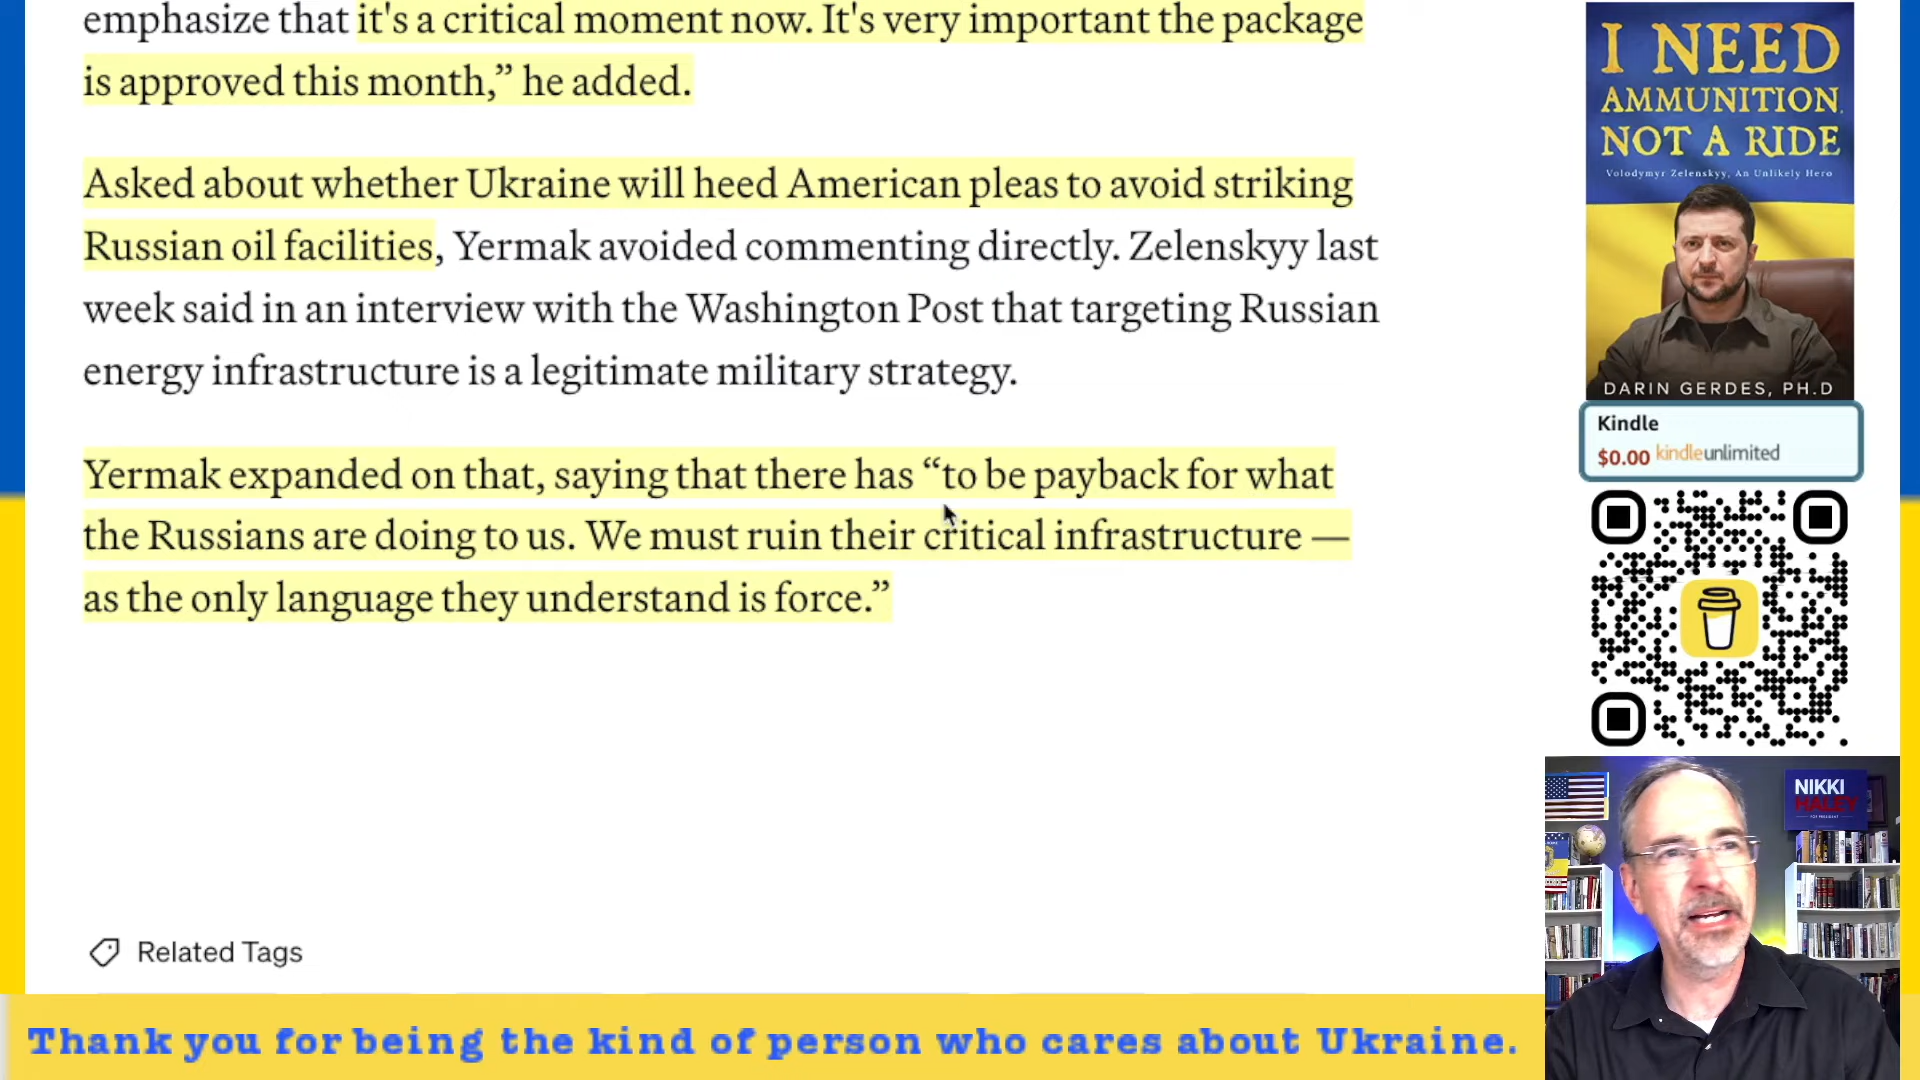 emphasize that it's a critical moment now. It's very important the package
is approved this month,” he added.
Asked about whether Ukraine will heed American pleas to avoid striking
Russian oil facilities, Yermak avoided commenting directly. Zelenskyy last
week said in an interview with the Washington Post that targeting Russian
energy infrastructure is a legitimate military strategy.
Yermak expanded on that, saying that there has “to be payback for what
the Russians are doing to us. We must ruin their critical infrastructure —
as the only language they understand is force.”
Related Tags
I NEED
AMMUNITION,
NOT A RIDE
Volodymyr Zelenskyy, An Unlikely Hero
DARIN GERDES, PH.D
Kindle
$0.00 kindleunlimited
NIKKI
HALEY
FOR PRESIDENT
Thank you for being the kind of person who cares about Ukraine.